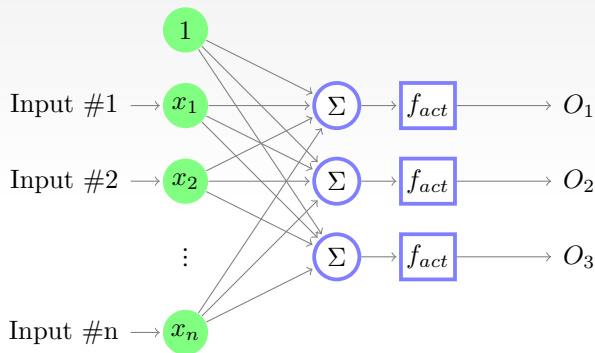 1
Input #1 x₁ Σ f_act O₁
Input #2 x₂ Σ f_act O₂
⋮ Σ f_act O₃
Input #n xₙ